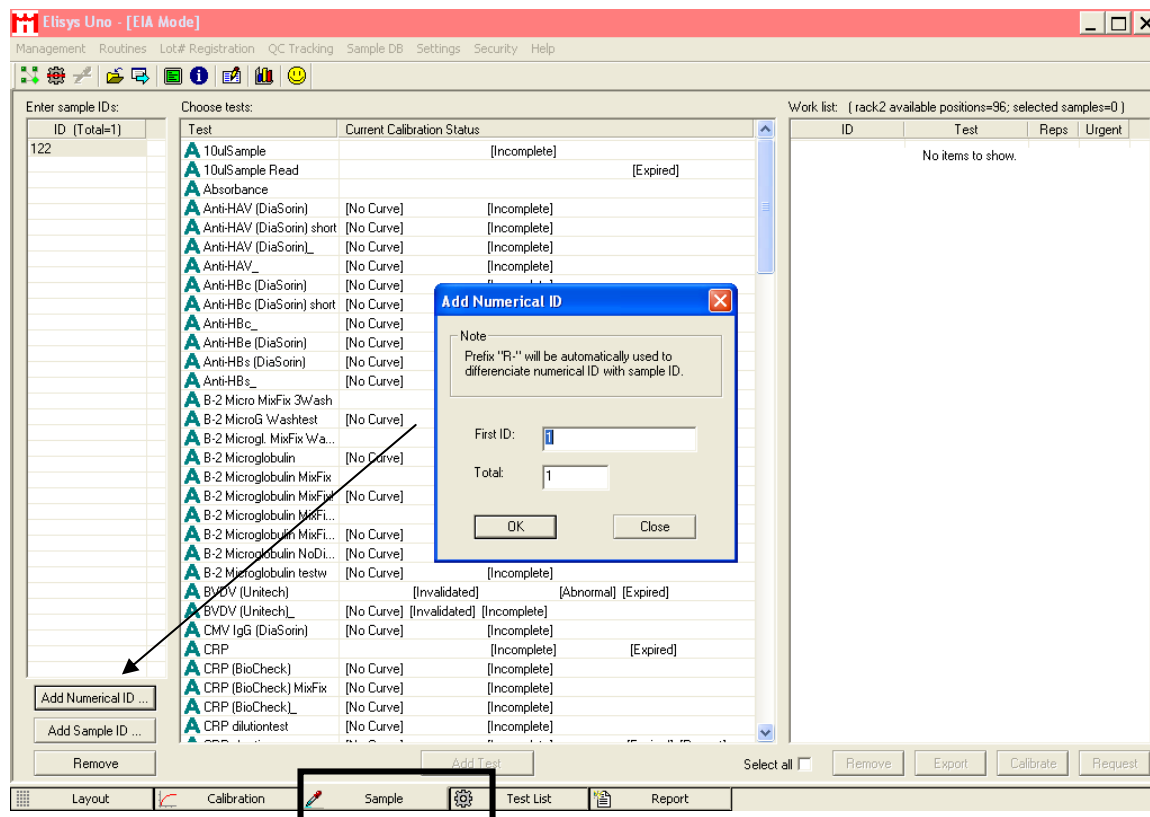 Elisys Uno - [EIA Mode]
Management Routines Lot# Registration QC Tracking Sample DB Settings Security Help
Enter sample IDs:
ID (Total=1)
122
Add Numerical ID ...
Add Sample ID ...
Remove
Choose tests:
Test Current Calibration Status
10ulSample [Incomplete]
10ulSample Read [Expired]
Absorbance
Anti-HAV (DiaSorin) [No Curve] [Incomplete]
Anti-HAV (DiaSorin) short [No Curve] [Incomplete]
Anti-HAV (DiaSorin)_ [No Curve] [Incomplete]
Anti-HAV_ [No Curve] [Incomplete]
Anti-HBc (DiaSorin) [No Curve]
Anti-HBc (DiaSorin) short [No Curve]
Anti-HBc_ [No Curve]
Anti-HBe (DiaSorin) [No Curve]
Anti-HBs (DiaSorin) [No Curve]
Anti-HBs_ [No Curve]
B-2 Micro MixFix 3Wash
B-2 MicroG Washtest [No Curve]
B-2 Microgl. MixFix Wa...
B-2 Microglobulin [No Curve]
B-2 Microglobulin MixFix
B-2 Microglobulin MixFix! [No Curve]
B-2 Microglobulin MixFi...
B-2 Microglobulin MixFi... [No Curve]
B-2 Microglobulin NoDi... [No Curve]
B-2 Microglobulin testw [No Curve] [Incomplete]
BVDV (Unitech) [Invalidated] [Abnormal] [Expired]
BVDV (Unitech)_ [No Curve] [Invalidated] [Incomplete]
CMV IgG (DiaSorin) [No Curve] [Incomplete]
CRP [Incomplete] [Expired]
CRP (BioCheck) [No Curve] [Incomplete]
CRP (BioCheck) MixFix [No Curve] [Incomplete]
CRP (BioCheck)_ [No Curve] [Incomplete]
CRP dilutiontest [No Curve] [Incomplete]
Add Test
Add Numerical ID
Note
Prefix "R-" will be automatically used to
differenciate numerical ID with sample ID.
First ID: 1
Total: 1
OK Close
Work list: ( rack2 available positions=96; selected samples=0 )
ID Test Reps Urgent
No items to show.
Select all Remove Export Calibrate Request
Layout Calibration Sample Test List Report